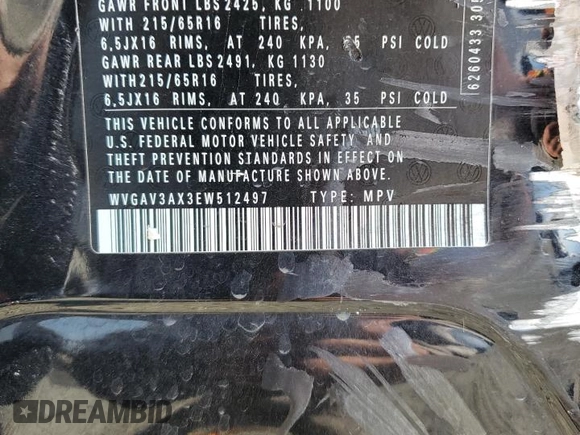 GAWR FRONT LBS 2425, KG .1100
WITH 215/65R16 TIRES,
6,5JX16 RIMS, AT 240 KPA, 35 PSI COLD
GAWR REAR LBS 2491, KG 1130
WITH215/65R16 TIRES,
6,5JX16 RIMS, AT 240 KPA, 35 PSI COLD
THIS VEHICLE CONFORMS TO ALL APPLICABLE
U.S. FEDERAL MOTOR VEHICLE SAFETY AND
THEFT PREVENTION STANDARDS IN EFFECT ON
THE DATE OF MANUFACTURE SHOWN ABOVE
WVGAV3AX3EW512497 TYPE: MPV
6260433
DREAMBID